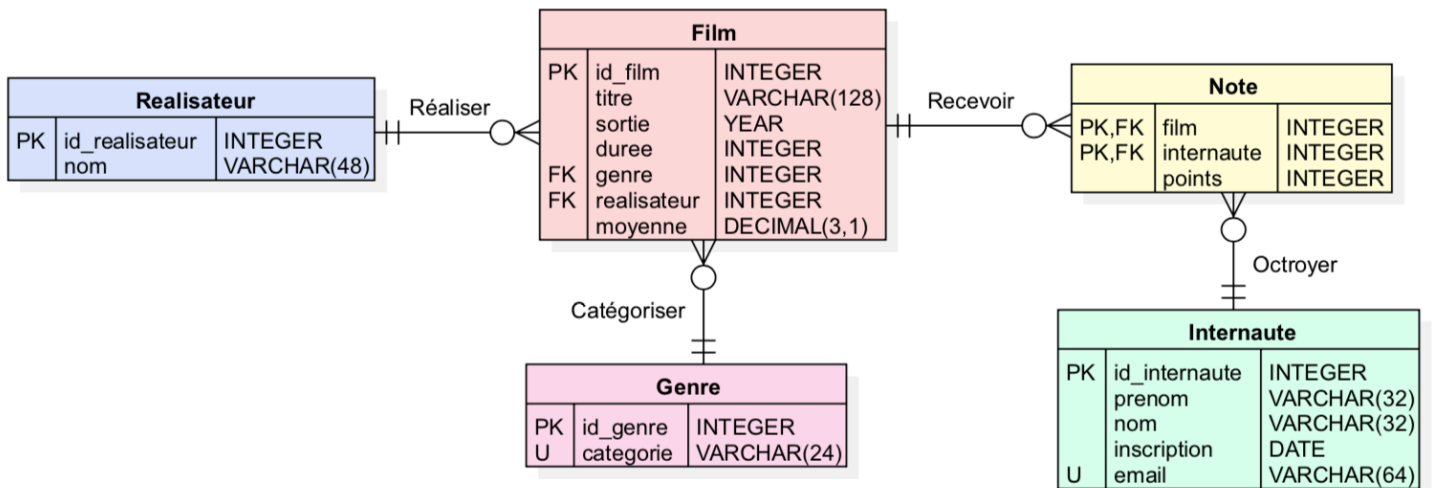 Film
PK id_film INTEGER
titre VARCHAR(128)
sortie YEAR
duree INTEGER
FK genre INTEGER
FK realisateur INTEGER
moyenne DECIMAL(3,1)
Realisateur
PK id_realisateur INTEGER
nom VARCHAR(48)
Réaliser
Recevoir
Note
PK,FK film INTEGER
PK,FK internaute INTEGER
points INTEGER
Octroyer
Catégoriser
Genre
PK id_genre INTEGER
U categorie VARCHAR(24)
Internaute
PK id_internaute INTEGER
prenom VARCHAR(32)
nom VARCHAR(32)
inscription DATE
U email VARCHAR(64)